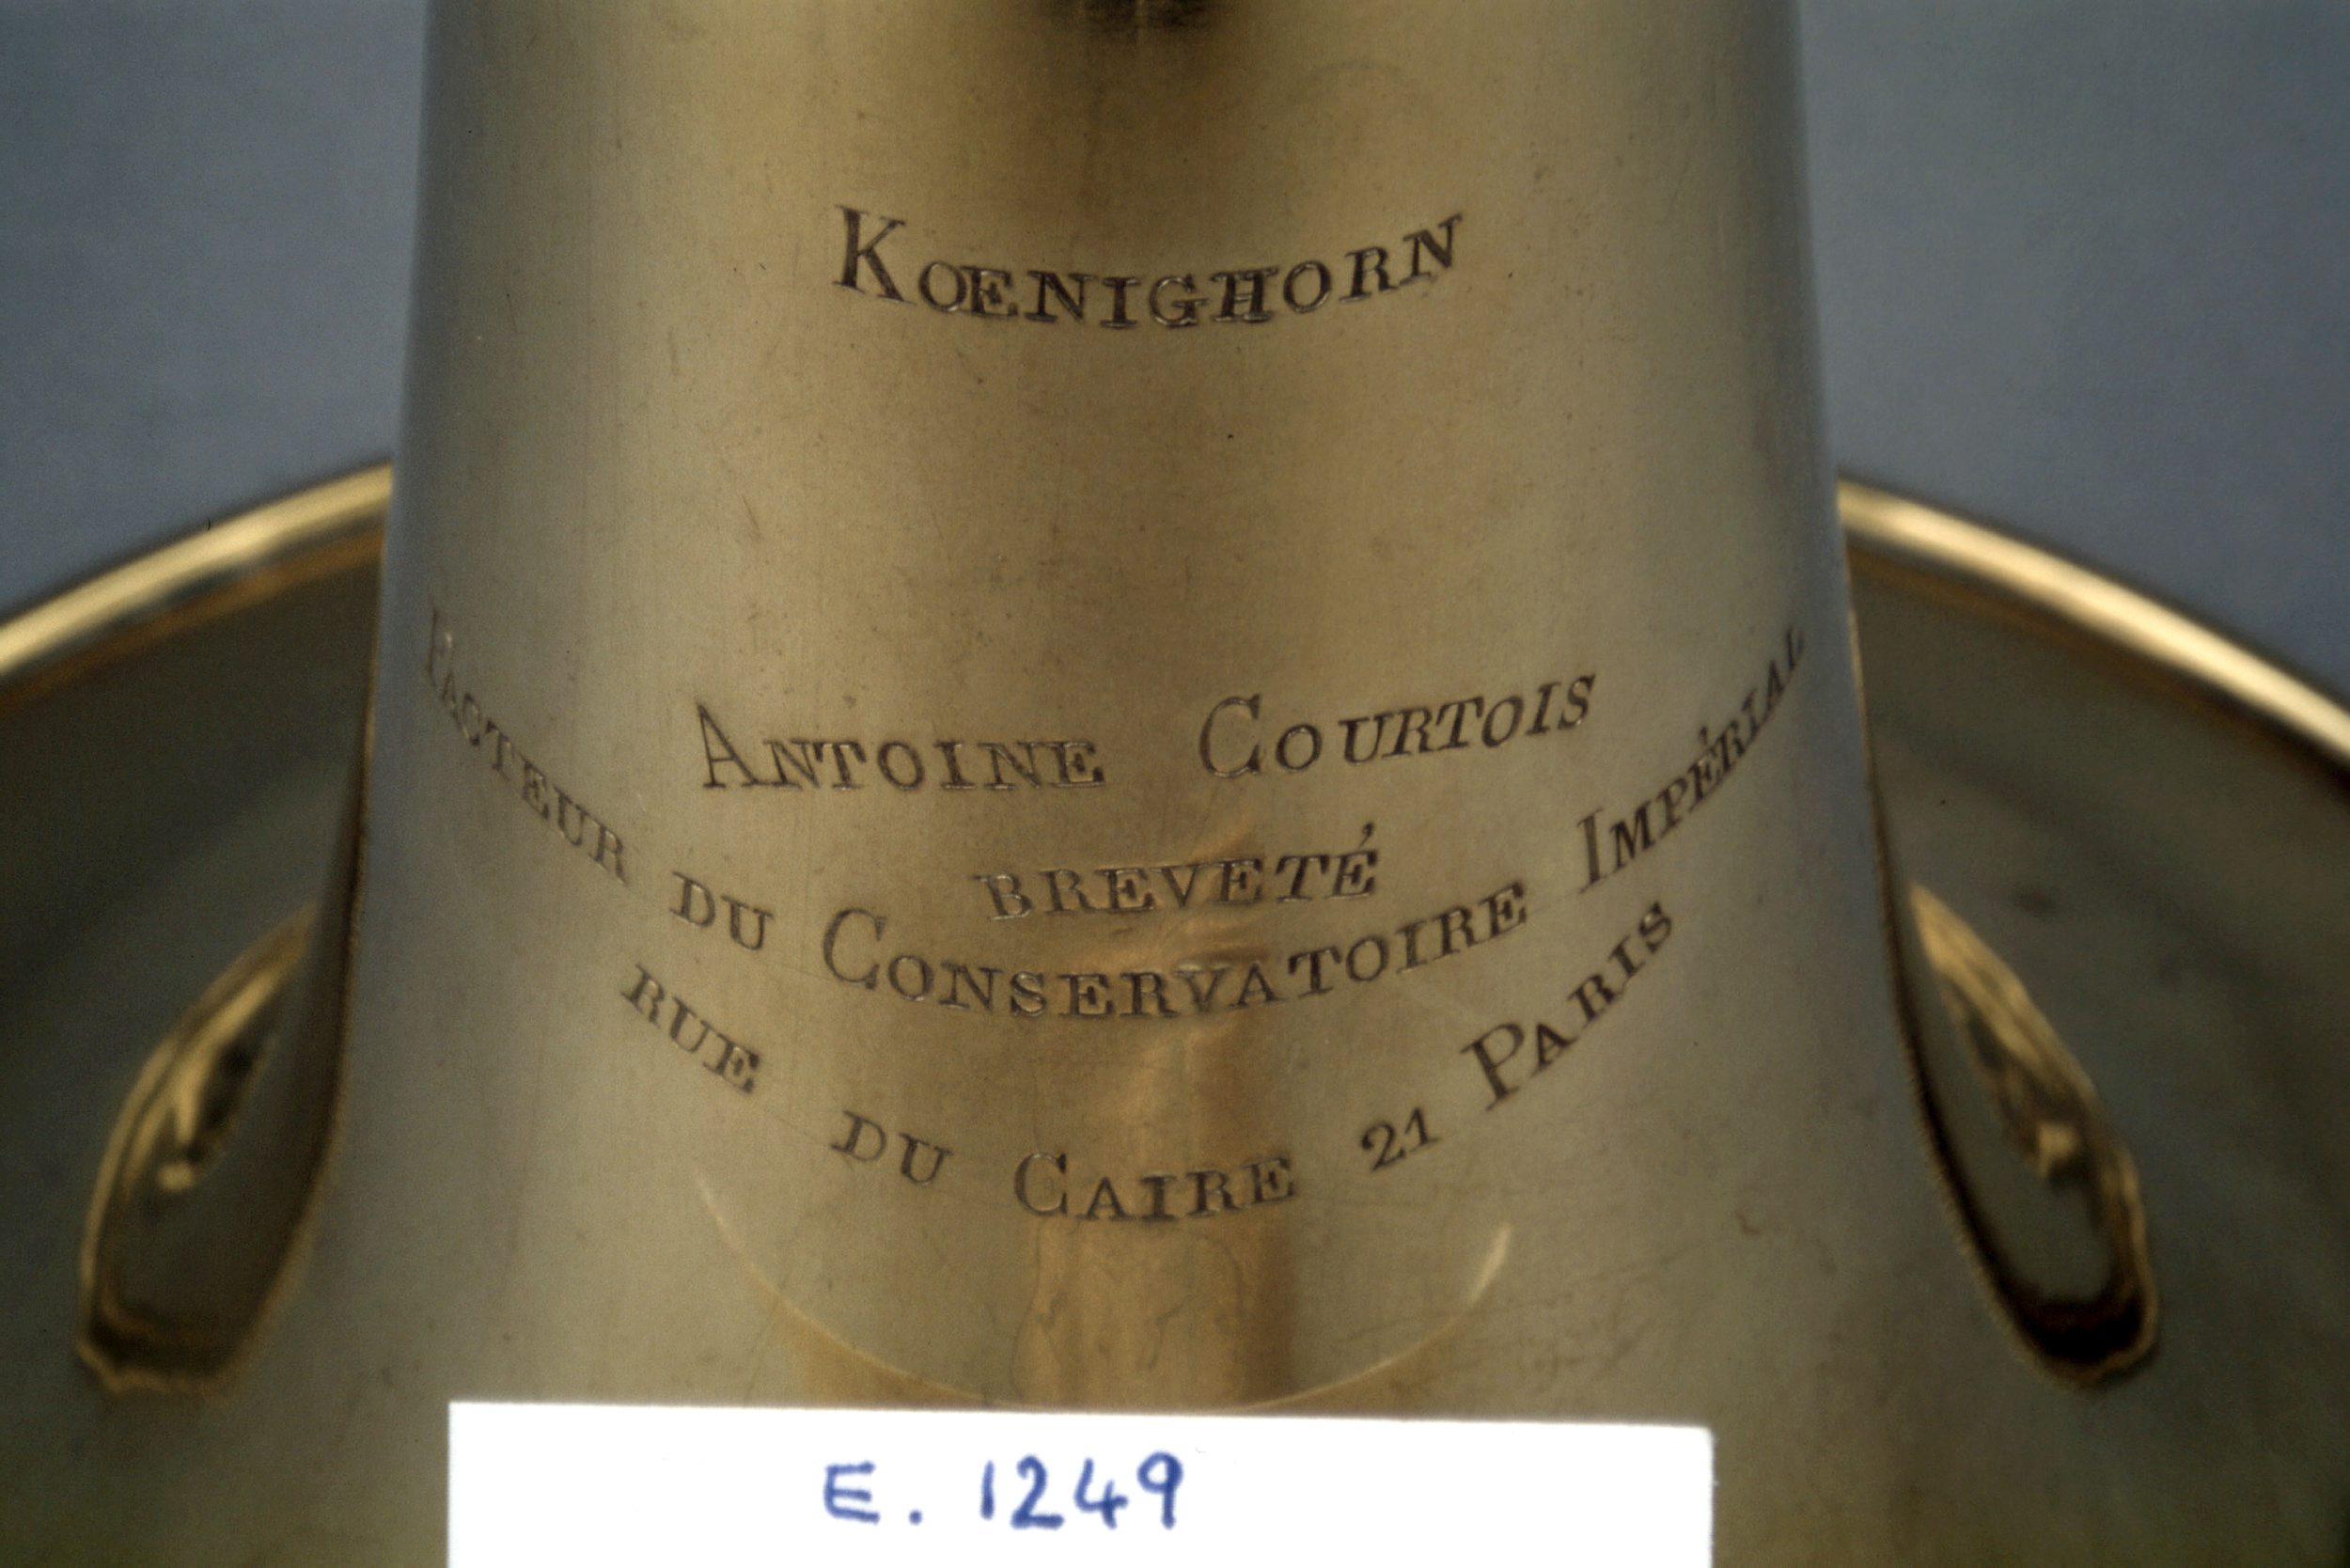 KŒNIGHORN
ANTOINE COURTOIS
BREVETÉ
FACTEUR DU CONSERVATOIRE IMPÉRIAL
RUE DU CAIRE 21 PARIS
E. 1249